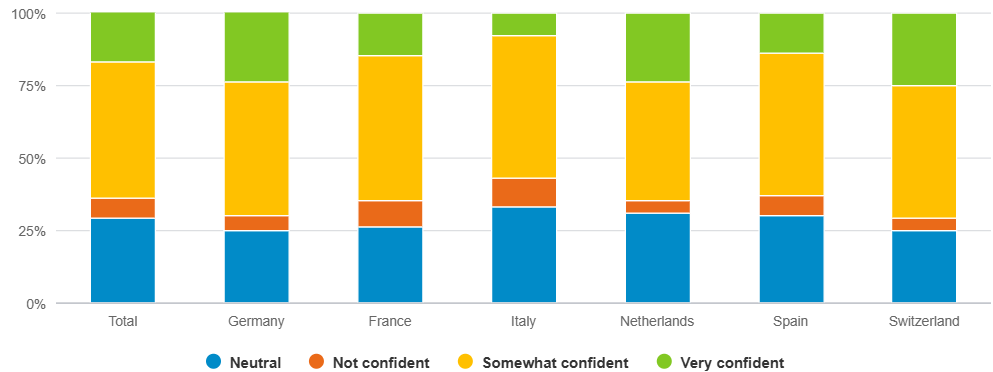 100%
75%
50%
25%
0%
Total Germany France Italy Netherlands Spain Switzerland
Neutral Not confident Somewhat confident Very confident